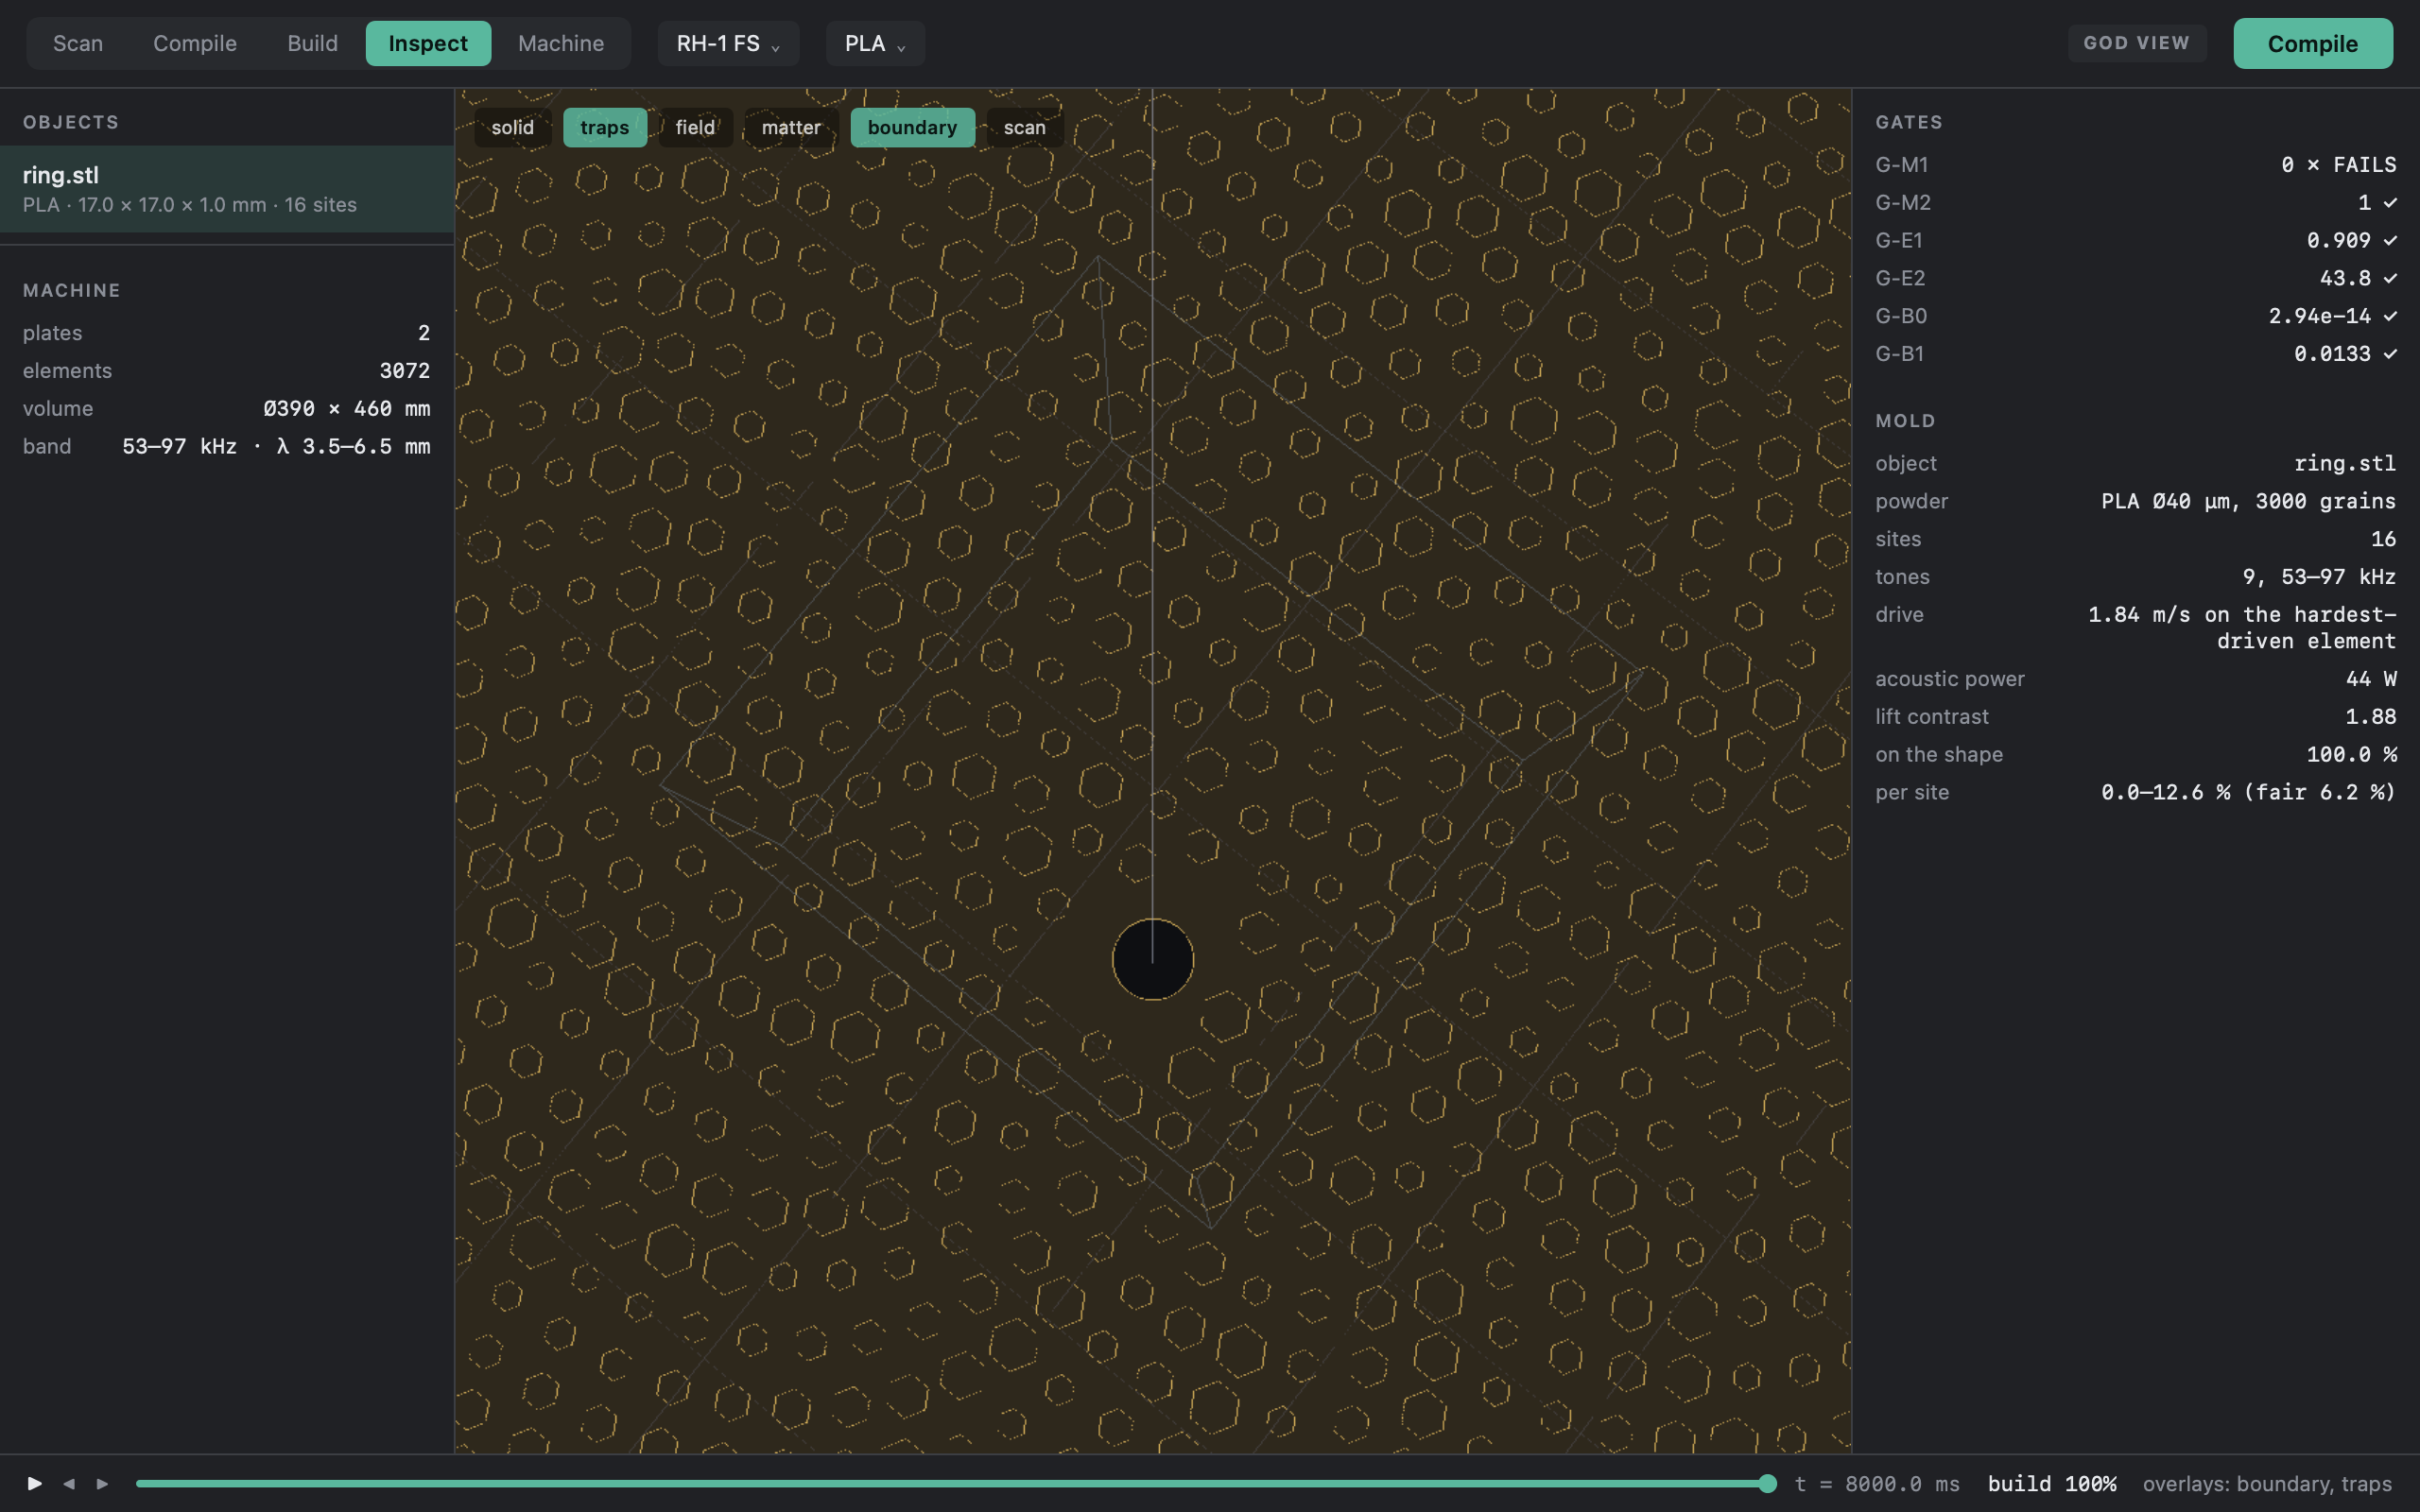 Scan Compile Build Inspect Machine RH-1 FS PLA GOD VIEW Compile
OBJECTS
ring.stl
PLA · 17.0 × 17.0 × 1.0 mm · 16 sites
MACHINE
plates 2
elements 3072
volume Ø390 × 460 mm
band 53–97 kHz · λ 3.5–6.5 mm
solid traps field matter boundary scan
GATES
G-M1 0 × FAILS
G-M2 1 ✓
G-E1 0.909 ✓
G-E2 43.8 ✓
G-B0 2.94e−14 ✓
G-B1 0.0133 ✓
MOLD
object ring.stl
powder PLA Ø40 µm, 3000 grains
sites 16
tones 9, 53–97 kHz
drive 1.84 m/s on the hardest-
driven element
acoustic power 44 W
lift contrast 1.88
on the shape 100.0 %
per site 0.0–12.6 % (fair 6.2 %)
t = 8000.0 ms build 100% overlays: boundary, traps